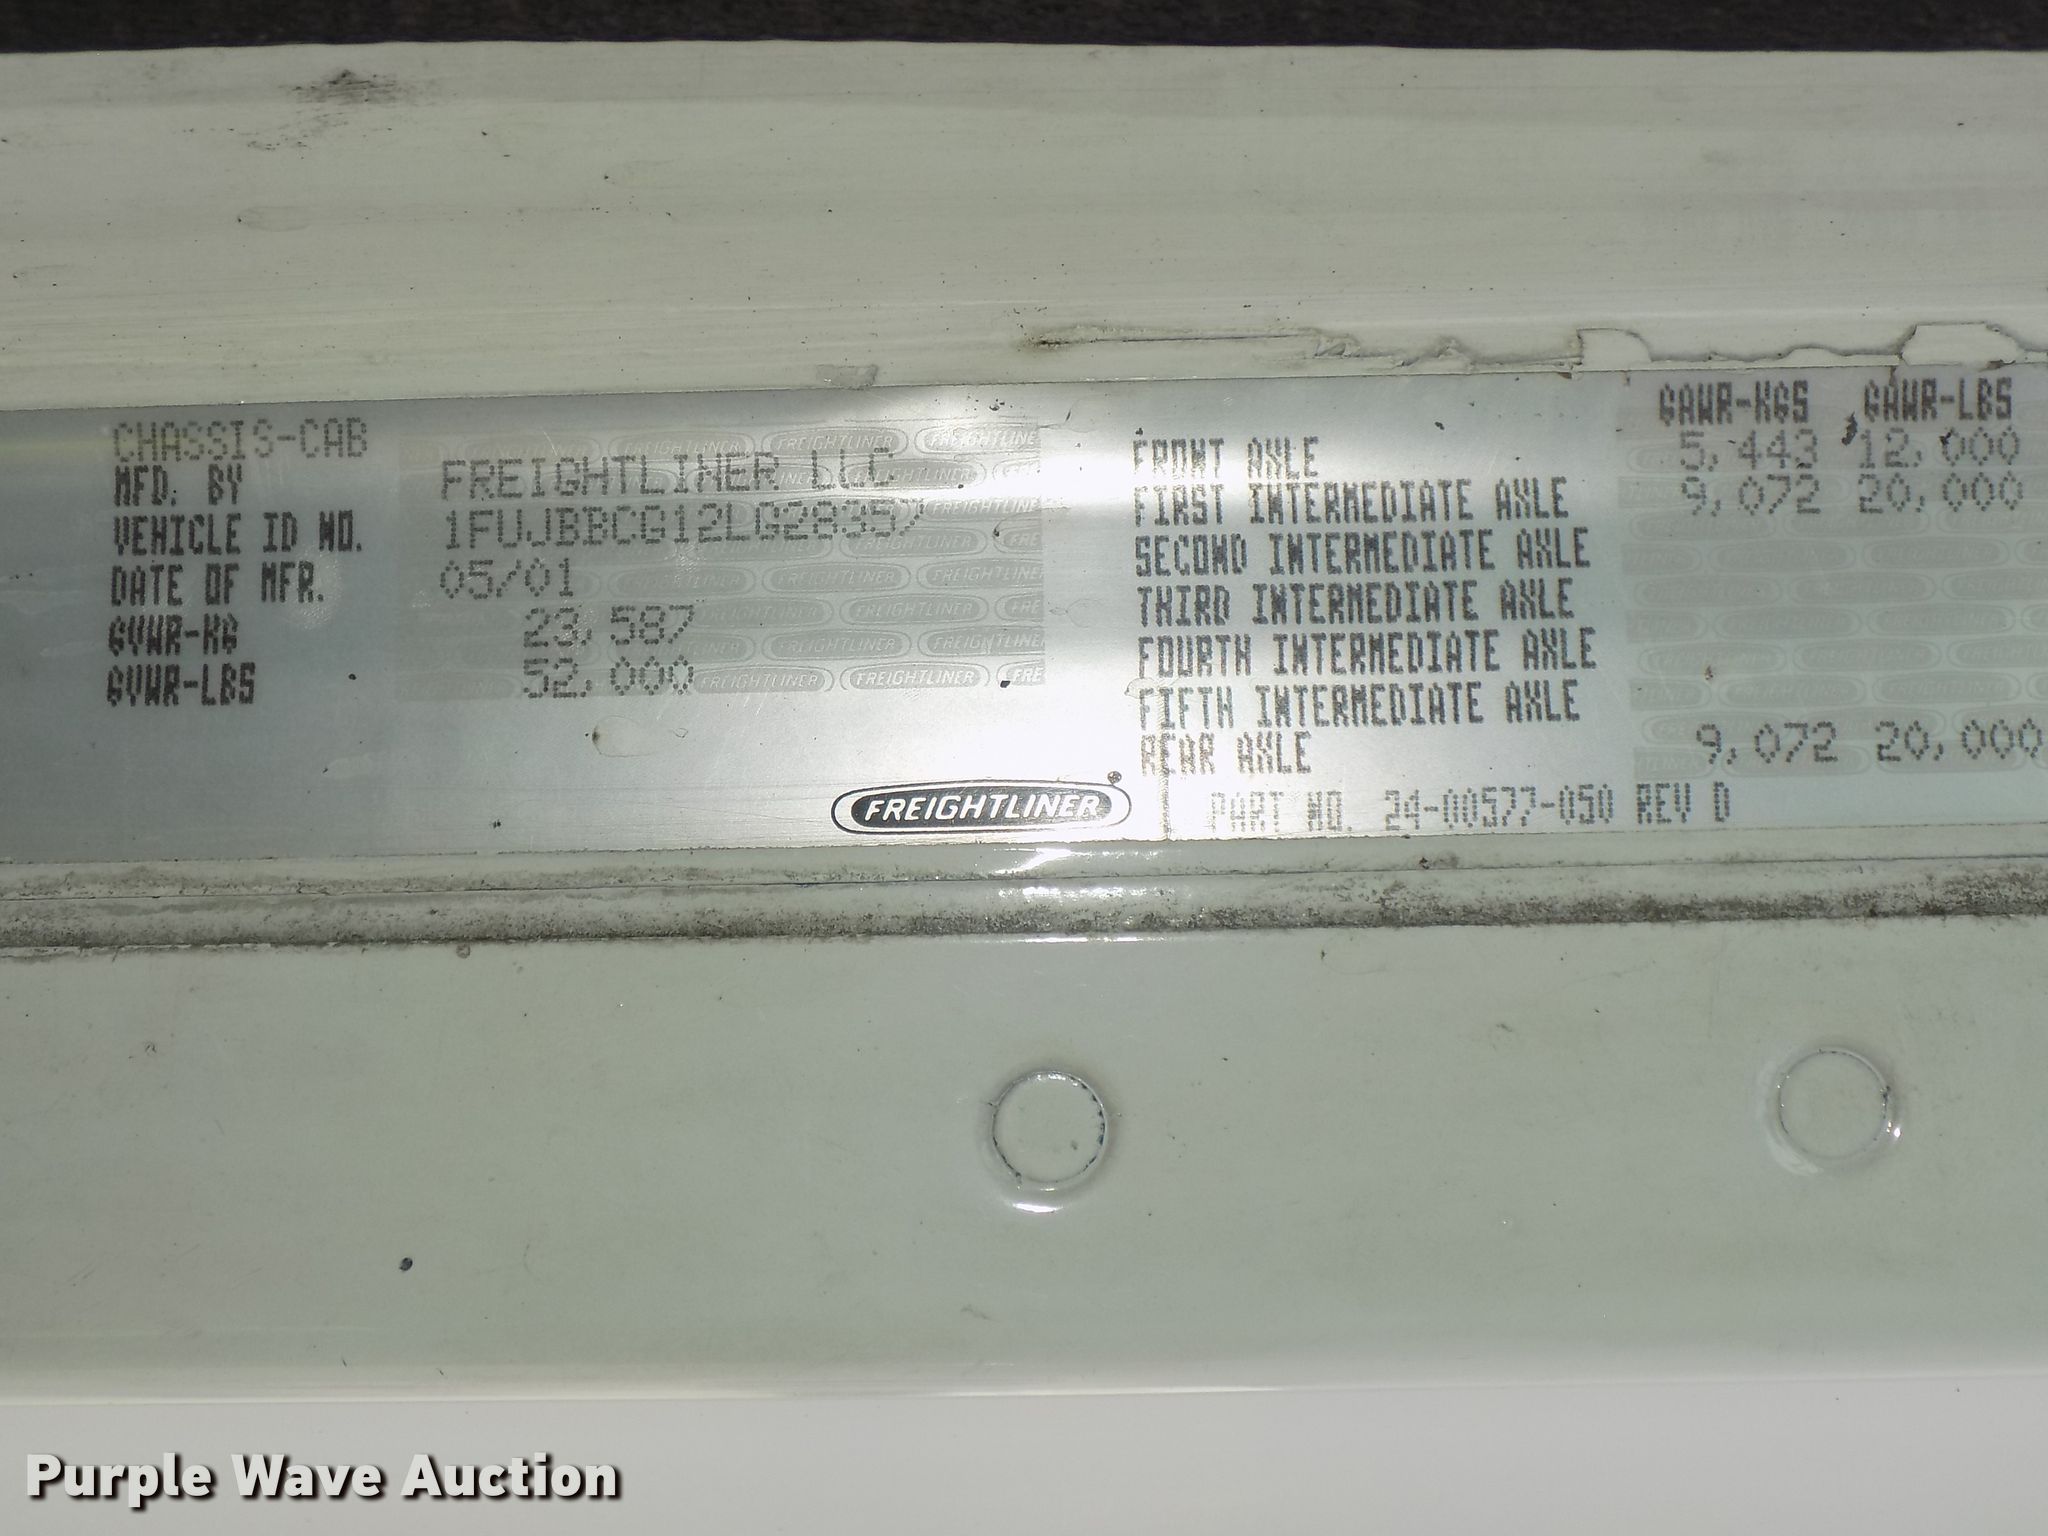 CHASSIS-CAB
MFD. BY FREIGHTLINER LLC
VEHICLE ID NO. 1FUJBBCG12LG28357
DATE OF MFR. 05/01
GVWR-KG 23,587
GVWR-LBS 52,000
GAWR-KGS GAWR-LBS
FRONT AXLE 5,443 12,000
FIRST INTERMEDIATE AXLE 9,072 20,000
SECOND INTERMEDIATE AXLE
THIRD INTERMEDIATE AXLE
FOURTH INTERMEDIATE AXLE
FIFTH INTERMEDIATE AXLE
REAR AXLE 9,072 20,000
FREIGHTLINER
PART NO. 24-00577-050 REV D
Purple Wave Auction